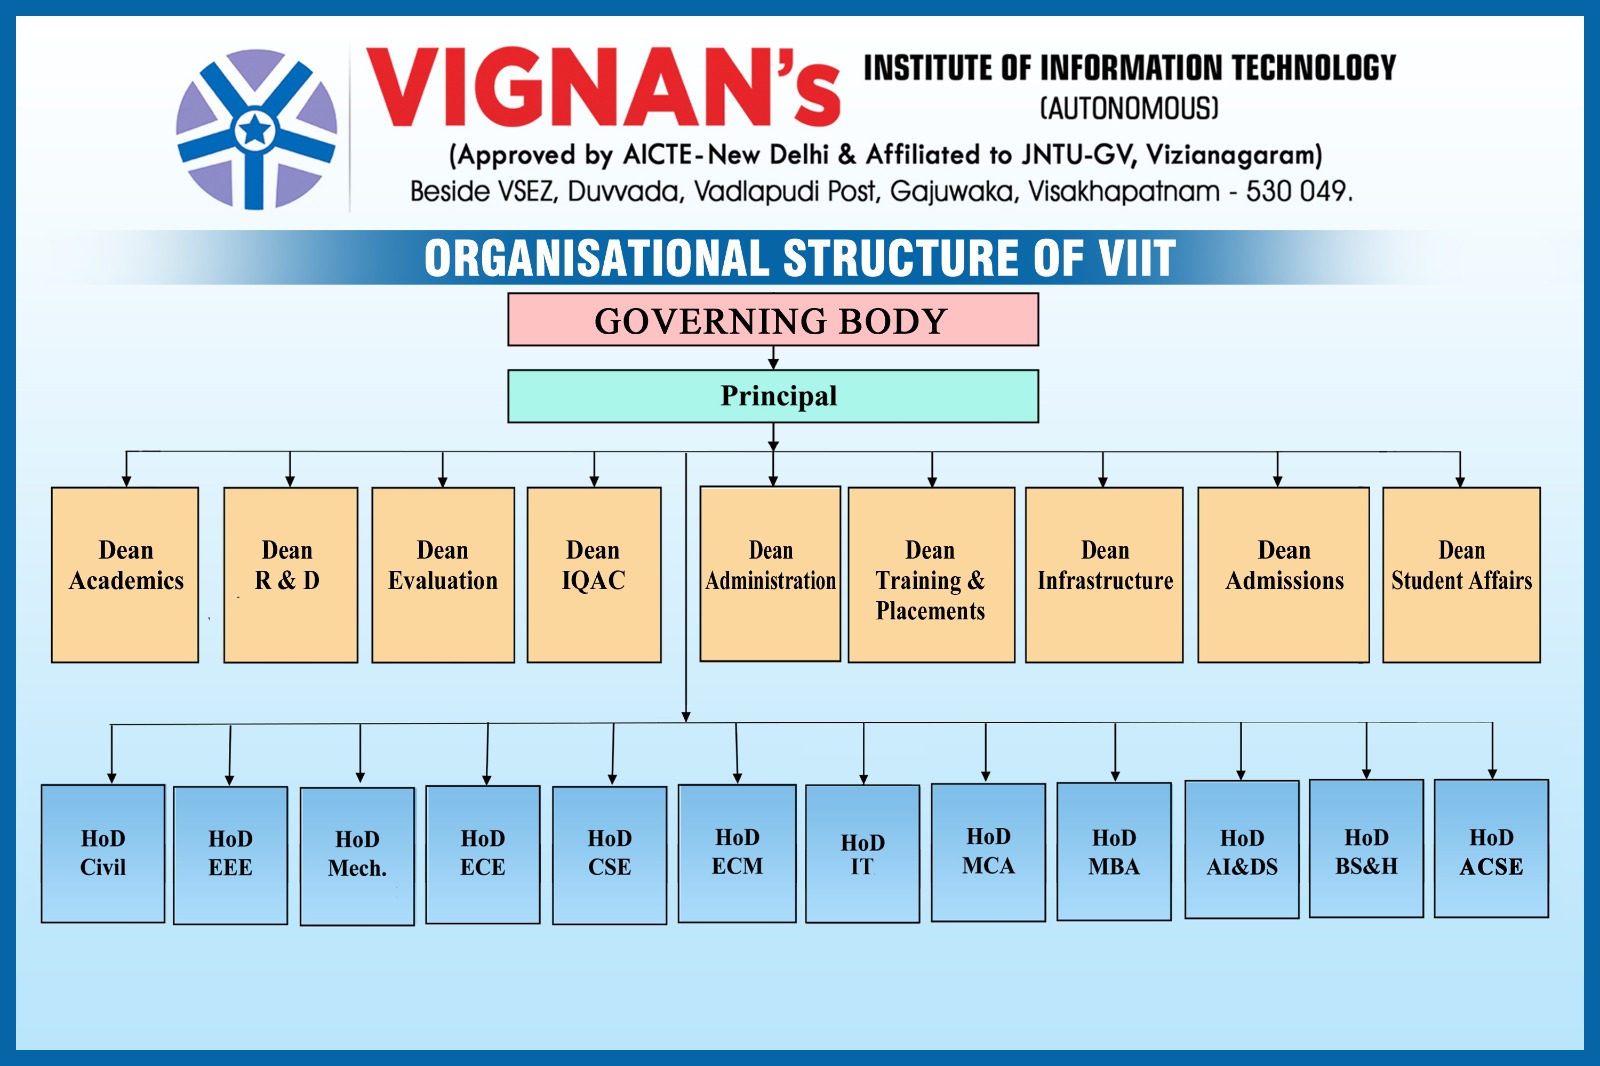 VIGNAN's INSTITUTE OF INFORMATION TECHNOLOGY
(AUTONOMOUS)
(Approved by AICTE-New Delhi & Affiliated to JNTU-GV, Vizianagaram)
Beside VSEZ, Duvvada, Vadlapudi Post, Gajuwaka, Visakhapatnam - 530 049.
ORGANISATIONAL STRUCTURE OF VIIT
GOVERNING BODY
Principal
Dean
Academics
Dean
R & D
Dean
Evaluation
Dean
IQAC
Dean
Administration
Dean
Training &
Placements
Dean
Infrastructure
Dean
Admissions
Dean
Student Affairs
HoD
Civil
HoD
EEE
HoD
Mech.
HoD
ECE
HoD
CSE
HoD
ECM
HoD
IT
HoD
MCA
HoD
MBA
HoD
AI&DS
HoD
BS&H
HoD
ACSE